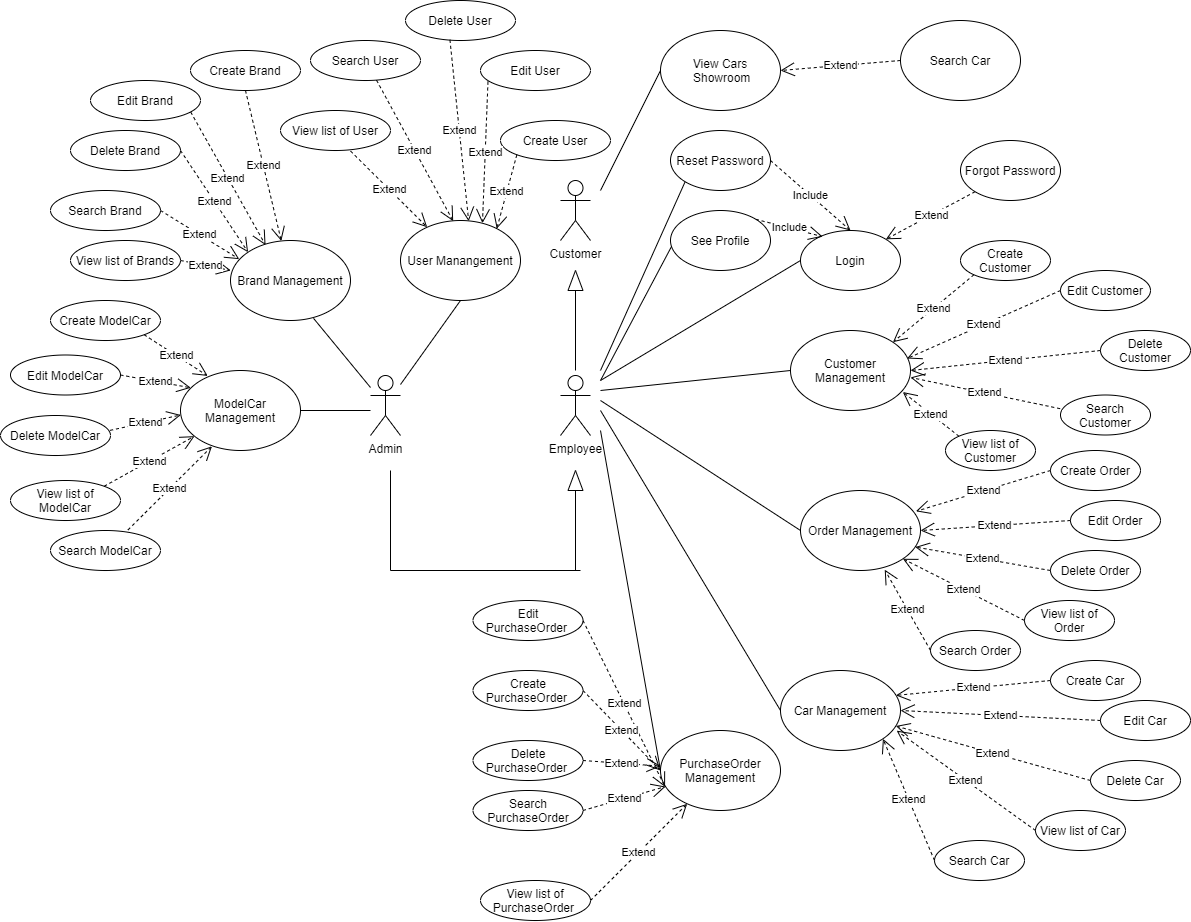 Delete User
Search User
Edit User
View list of User
Create User
Extend
Extend
Extend
Extend
Extend
User Manangement
Create Brand
Edit Brand
Delete Brand
Search Brand
View list of Brands
Extend
Extend
Extend
Extend
Extend
Brand Management
Create ModelCar
Edit ModelCar
Delete ModelCar
View list of
ModelCar
Search ModelCar
Extend
Extend
Extend
Extend
Extend
ModelCar
Management
Admin
Customer
Employee
View Cars
Showroom
Extend
Search Car
Reset Password
Include
See Profile
Include
Login
Extend
Forgot Password
Customer
Management
Create
Customer
Edit Customer
Delete
Customer
Search
Customer
View list of
Customer
Extend
Extend
Extend
Extend
Extend
Order Management
Create Order
Edit Order
Delete Order
View list of
Order
Search Order
Extend
Extend
Extend
Extend
Extend
Car Management
Create Car
Edit Car
Delete Car
View list of Car
Search Car
Extend
Extend
Extend
Extend
Extend
Edit
PurchaseOrder
Create
PurchaseOrder
Delete
PurchaseOrder
Search
PurchaseOrder
View list of
PurchaseOrder
Extend
Extend
Extend
Extend
Extend
PurchaseOrder
Management